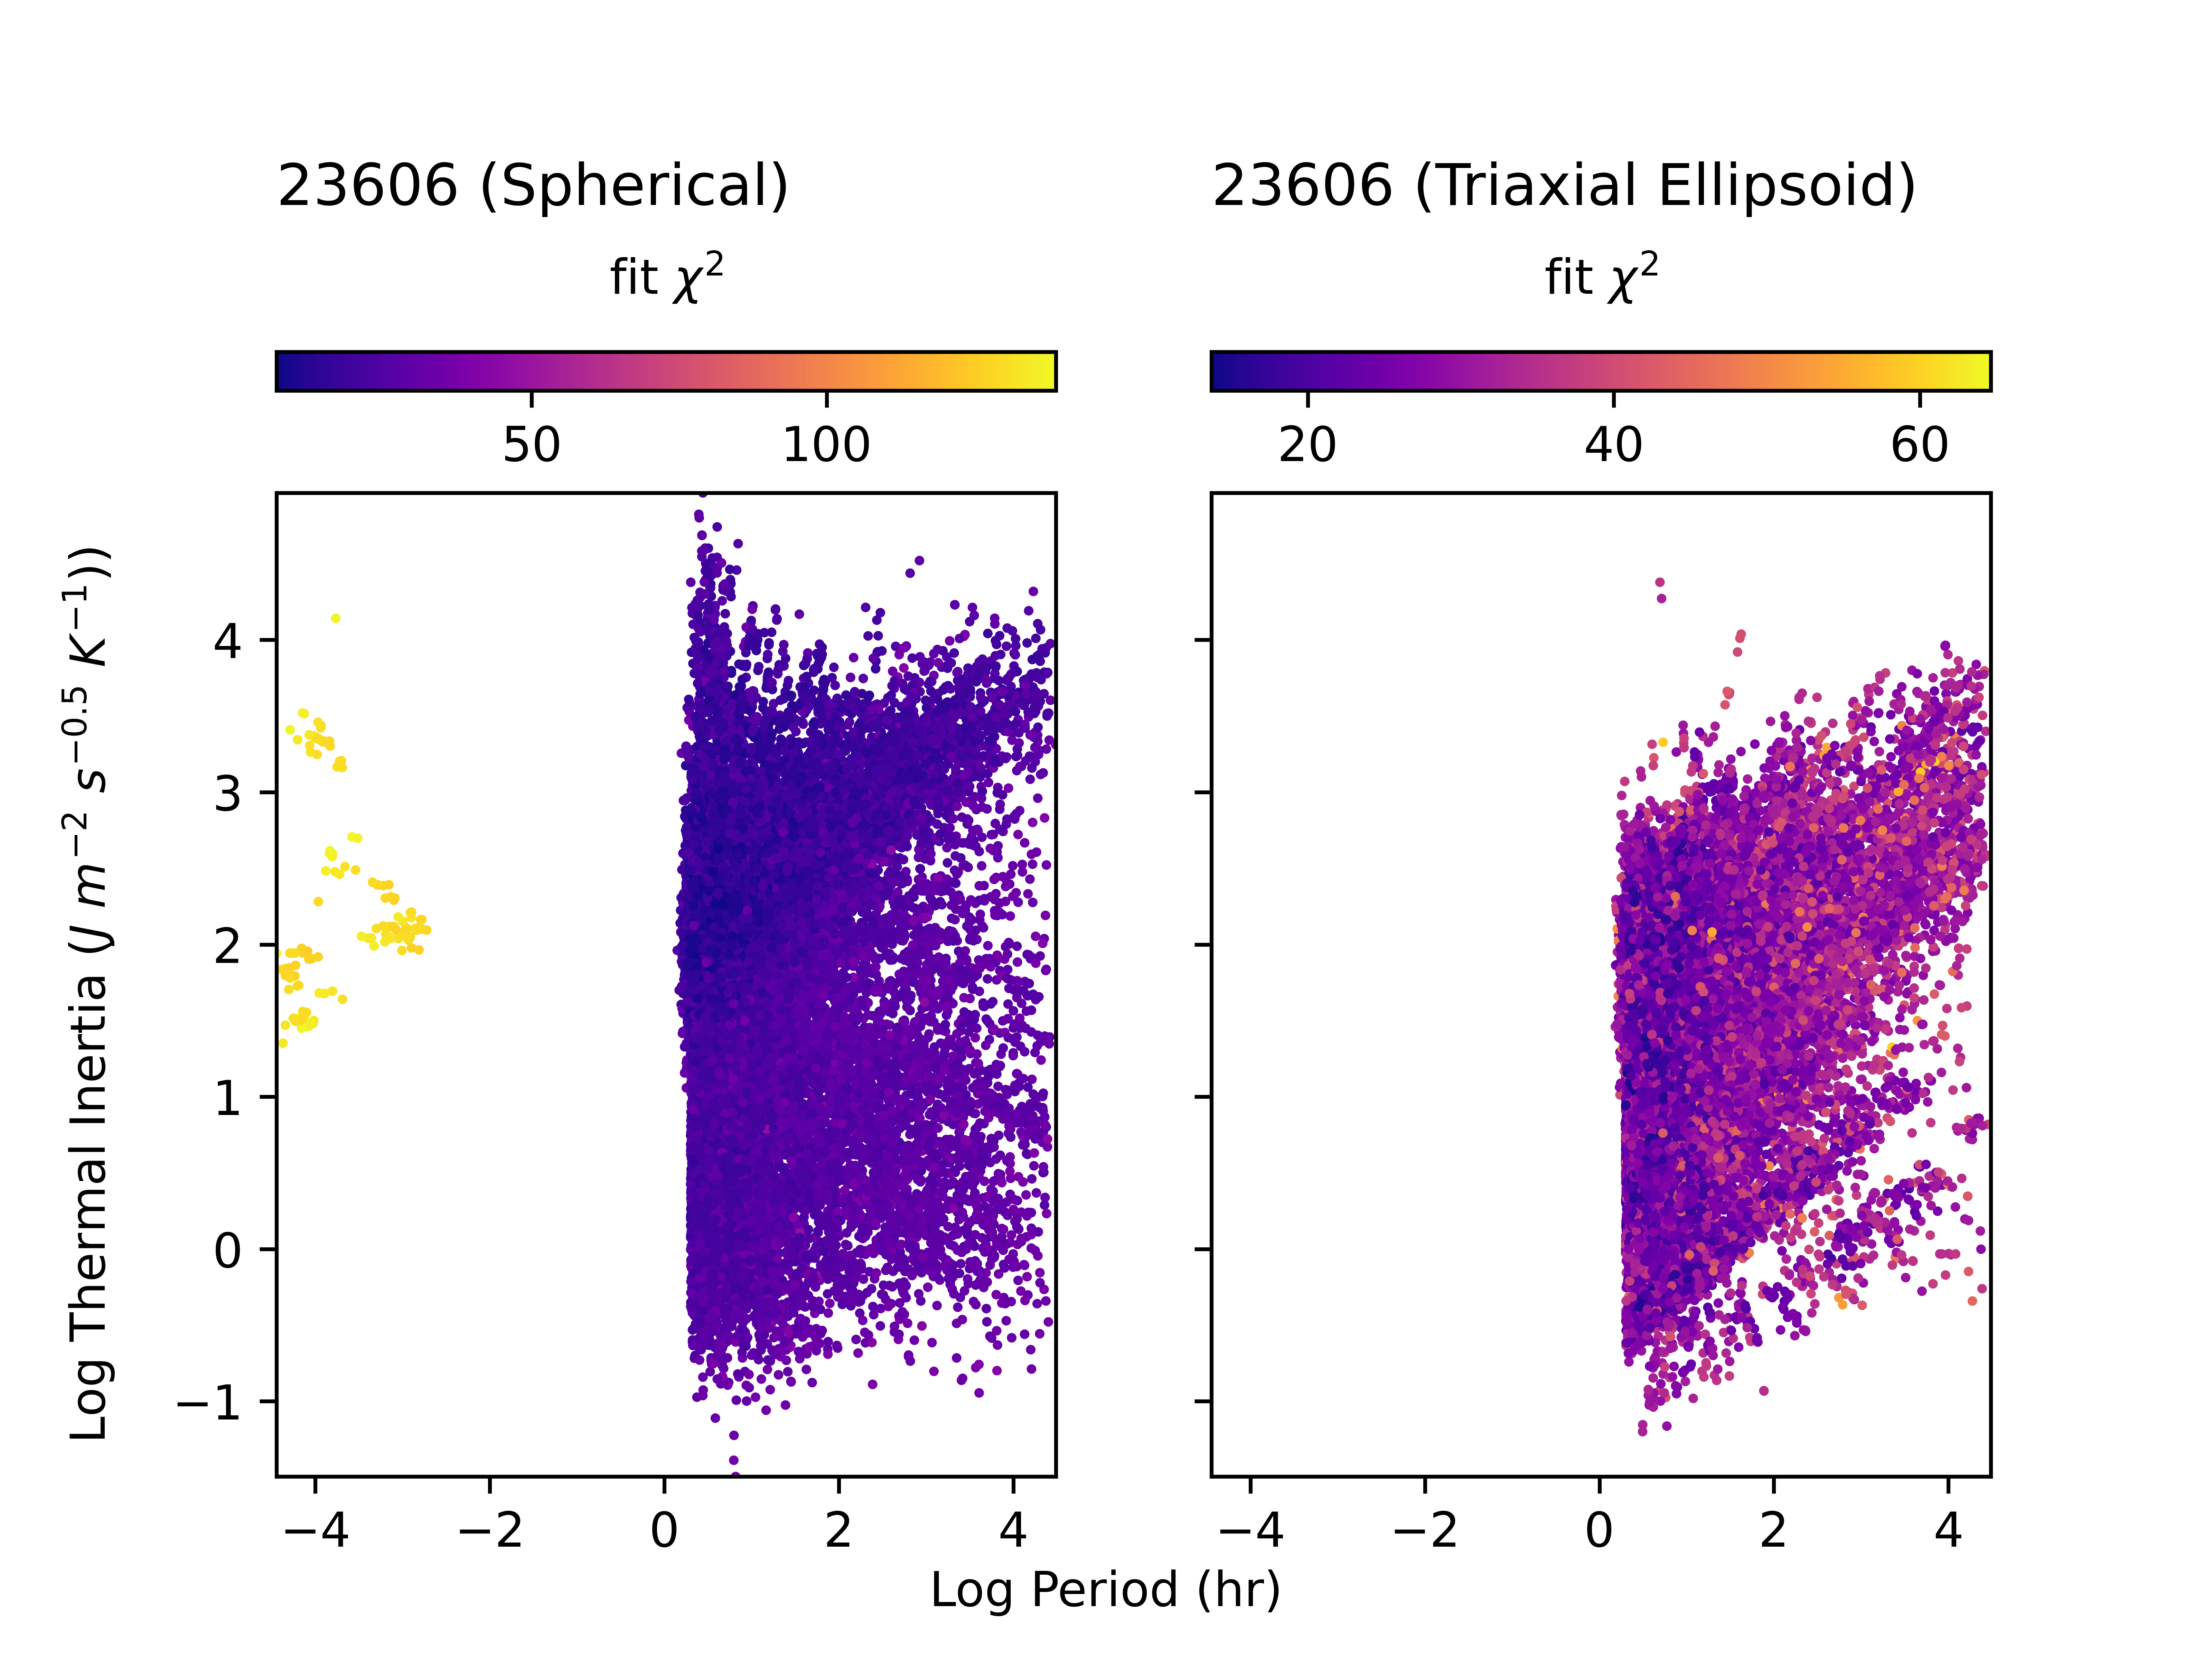 23606 (Spherical)
fit χ²
50 100
23606 (Triaxial Ellipsoid)
fit χ²
20 40 60
Log Thermal Inertia (J m⁻² s⁻⁰·⁵ K⁻¹))
4
3
2
1
0
−1
−4 −2 0 2 4
−4 −2 0 2 4
Log Period (hr)